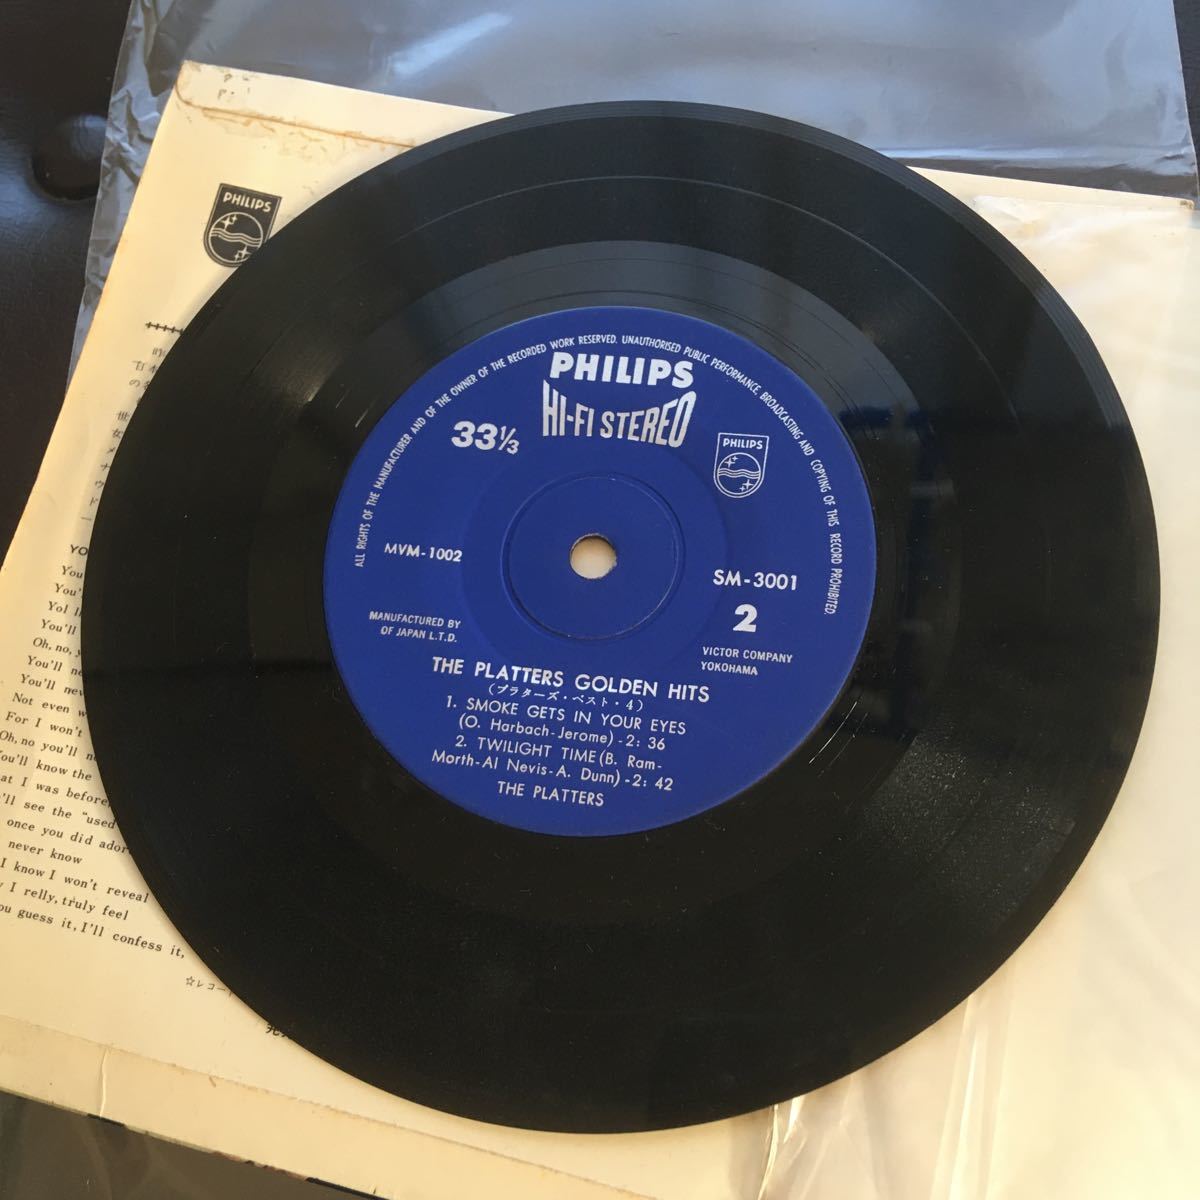 ALL RIGHTS OF THE MANUFACTURER AND OF THE OWNER OF THE RECORDED WORK RESERVED. UNAUTHORISED PUBLIC PERFORMANCE, BROADCASTING AND COPYING OF THIS RECORD PROHIBITED.
PHILIPS
HI-FI STEREO
33⅓
PHILIPS
MVM-1002
SM-3001
2
MANUFACTURED BY
OF JAPAN L.T.D.
VICTOR COMPANY
YOKOHAMA
THE PLATTERS GOLDEN HITS
(プラターズ・ベスト・4)
1. SMOKE GETS IN YOUR EYES
(O. Harbach-Jerome)-2: 36
2. TWILIGHT TIME (B. Ram-
Morth-Al Nevis-A. Dunn)-2: 42
THE PLATTERS
PHILIPS
You
You'
You'll
Oh, no, y
You'll ne
You'll nev
Not even w
For I won't
Oh, no you'll ne
ou'll know the
at I was before
'll see the "used
once you did ador
never know
I know I won't reveal
I relly, truly feel
ou guess it, I'll confess it,
☆レコー